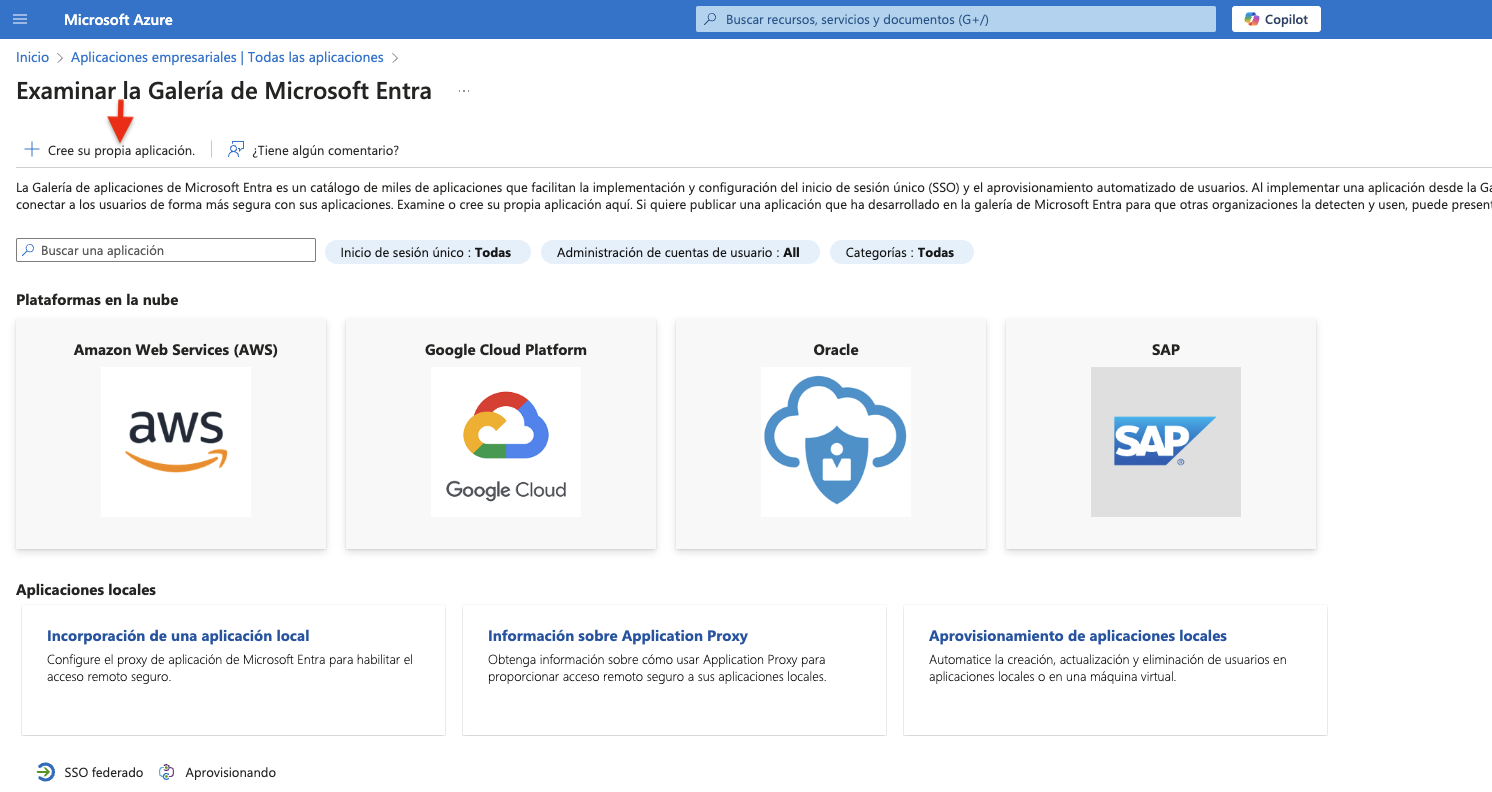 Microsoft Azure
Buscar recursos, servicios y documentos (G+/)
Copilot
Inicio > Aplicaciones empresariales | Todas las aplicaciones >
Examinar la Galería de Microsoft Entra ...
+ Cree su propia aplicación. | ¿Tiene algún comentario?
La Galería de aplicaciones de Microsoft Entra es un catálogo de miles de aplicaciones que facilitan la implementación y configuración del inicio de sesión único (SSO) y el aprovisionamiento automatizado de usuarios. Al implementar una aplicación desde la Ga
conectar a los usuarios de forma más segura con sus aplicaciones. Examine o cree su propia aplicación aquí. Si quiere publicar una aplicación que ha desarrollado en la galería de Microsoft Entra para que otras organizaciones la detecten y usen, puede present
Buscar una aplicación
Inicio de sesión único : Todas
Administración de cuentas de usuario : All
Categorías : Todas
Plataformas en la nube
Amazon Web Services (AWS)
aws
Google Cloud Platform
Google Cloud
Oracle
SAP
SAP®
Aplicaciones locales
Incorporación de una aplicación local
Configure el proxy de aplicación de Microsoft Entra para habilitar el
acceso remoto seguro.
Información sobre Application Proxy
Obtenga información sobre cómo usar Application Proxy para
proporcionar acceso remoto seguro a sus aplicaciones locales.
Aprovisionamiento de aplicaciones locales
Automatice la creación, actualización y eliminación de usuarios en
aplicaciones locales o en una máquina virtual.
SSO federado
Aprovisionando